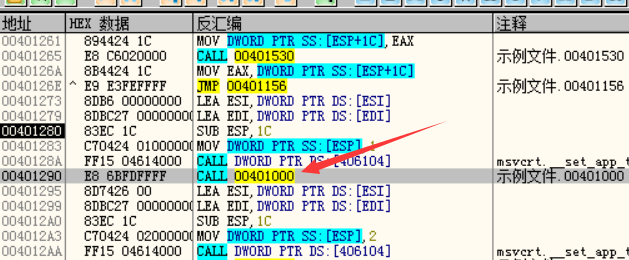 地址 HEX 数据 反汇编 注释
00401261 894424 1C MOV DWORD PTR SS:[ESP+1C],EAX
00401265 E8 C6020000 CALL 00401530 示例文件.00401530
0040126A 8B4424 1C MOV EAX,DWORD PTR SS:[ESP+1C]
0040126E ^ E9 E3FEFFFF JMP 00401156 示例文件.00401156
00401273 8DB6 00000000 LEA ESI,DWORD PTR DS:[ESI]
00401279 8DBC27 00000000 LEA EDI,DWORD PTR DS:[EDI]
00401280 83EC 1C SUB ESP,1C
00401283 C70424 01000000 MOV DWORD PTR SS:[ESP],1
0040128A FF15 04614000 CALL DWORD PTR DS:[406104] msvcrt.__set_app_t
00401290 E8 6BFDFFFF CALL 00401000 示例文件.00401000
00401295 8D7426 00 LEA ESI,DWORD PTR DS:[ESI]
00401299 8DBC27 00000000 LEA EDI,DWORD PTR DS:[EDI]
004012A0 83EC 1C SUB ESP,1C
004012A3 C70424 02000000 MOV DWORD PTR SS:[ESP],2
004012AA FF15 04614000 CALL DWORD PTR DS:[406104] msvcrt.__set_app_t